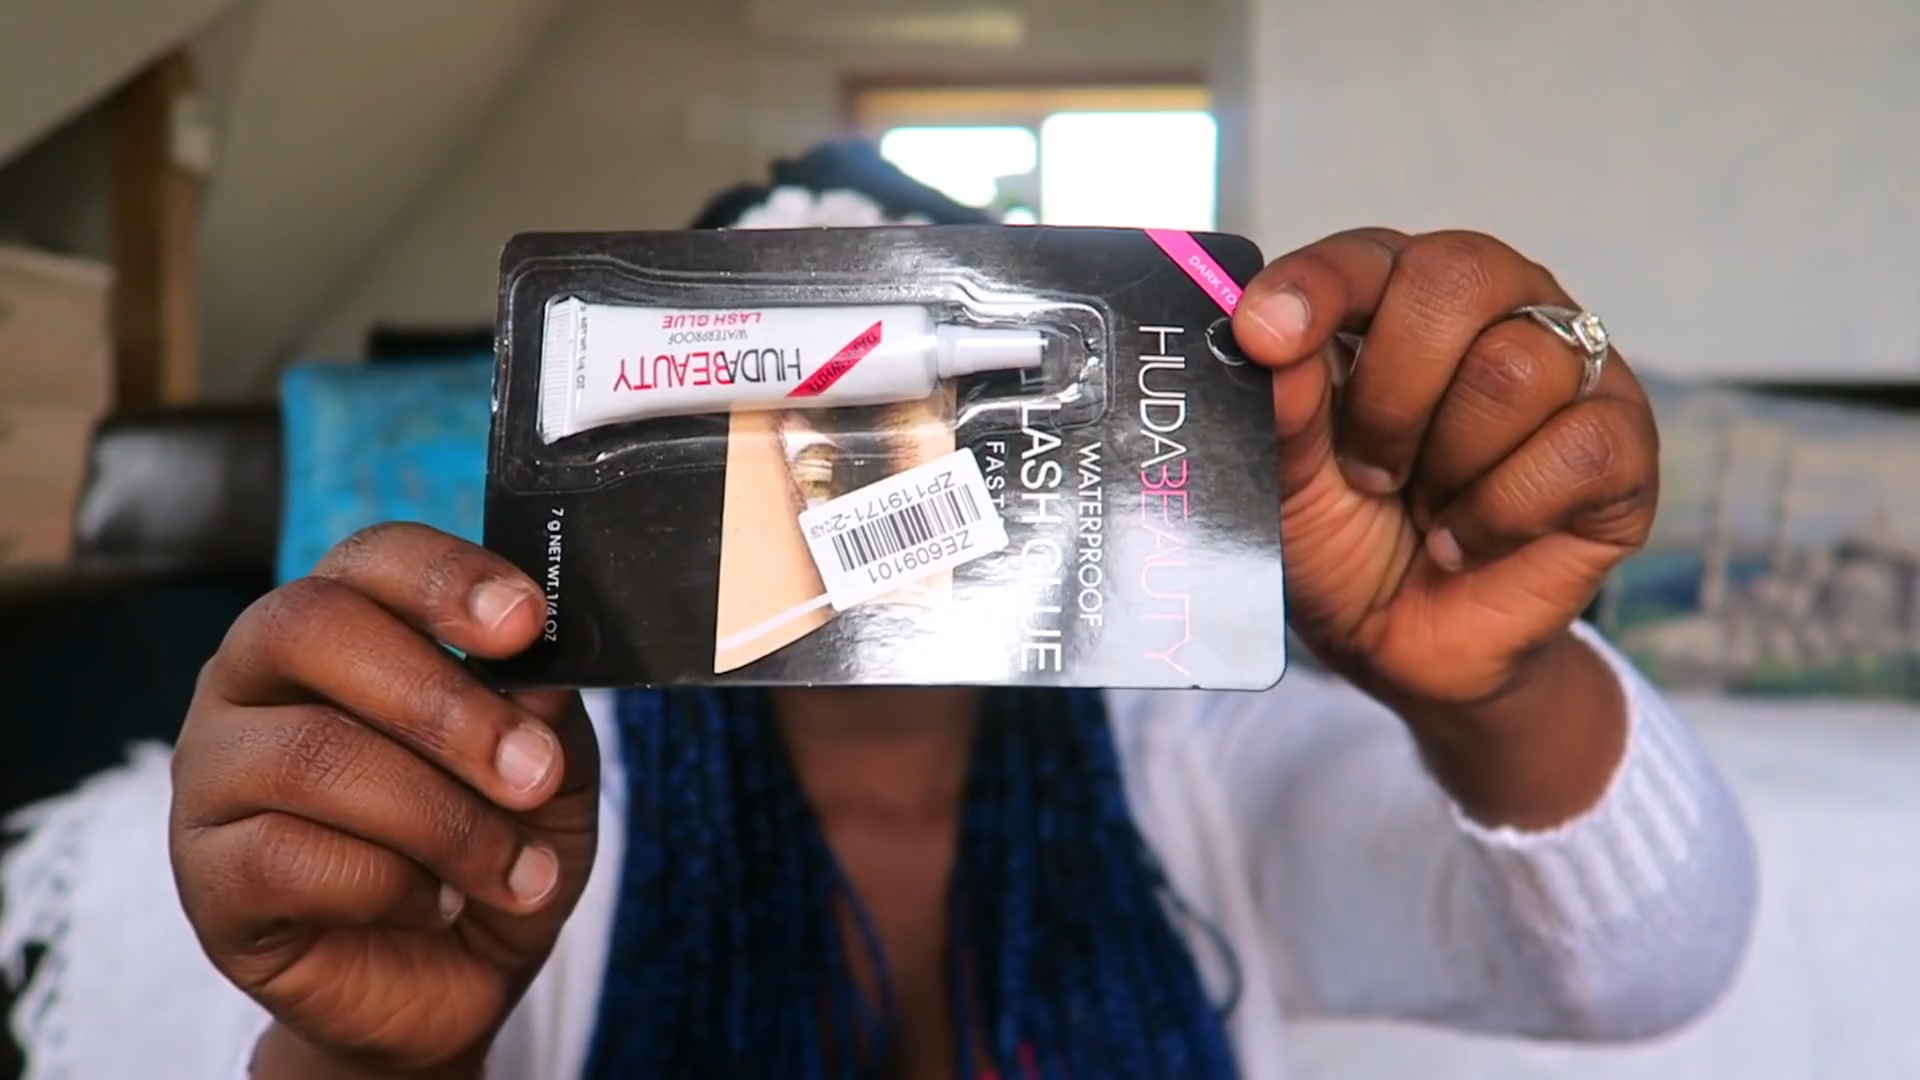 DARK TO
HUDABEAUTY
WATERPROOF
LASH GLUE
FAST
7 g NET WT. 1/4 OZ
HUDABEAUTY
WATERPROOF
LASH GLUE
ZP119171-2
ZE609101